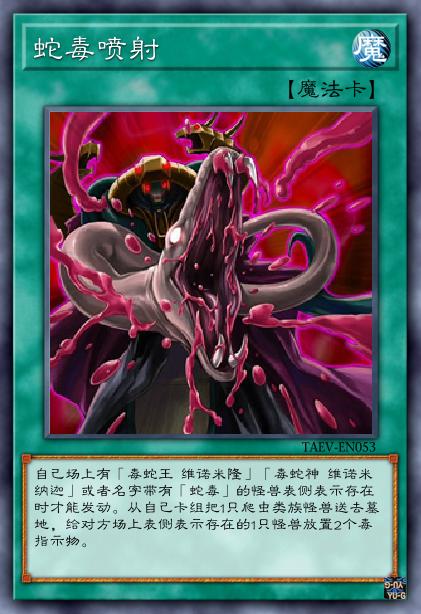 蛇毒喷射
魔
【魔法卡】
TAEV-EN053
自己场上有「毒蛇王 维诺米隆」「毒蛇神 维诺米
纳迦」或者名字带有「蛇毒」的怪兽表侧表示存在
时才能发动。从自己卡组把1只爬虫类族怪兽送去墓
地，给对方场上表侧表示存在的1只怪兽放置2个毒
指示物。